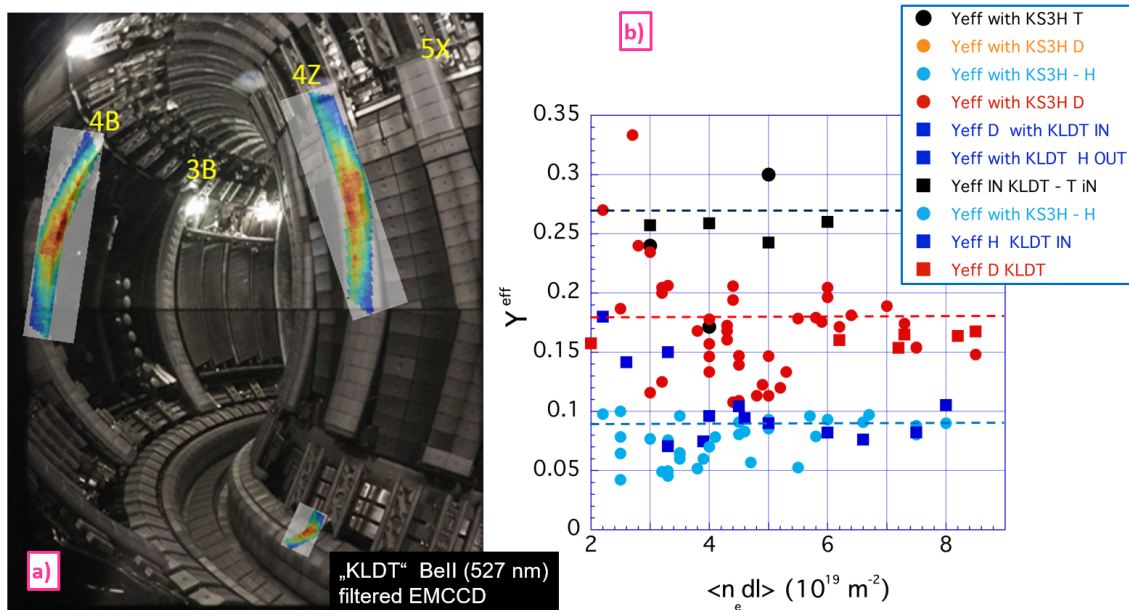 5X
4Z
4B
3B
a)
„KLDT“ BeII (527 nm)
filtered EMCCD
b)
Yeff with KS3H T
Yeff with KS3H D
Yeff with KS3H - H
Yeff with KS3H D
Yeff D with KLDT IN
Yeff with KLDT H OUT
Yeff IN KLDT - T iN
Yeff with KS3H - H
Yeff H KLDT IN
Yeff D KLDT
0.35
0.3
0.25
0.2
0.15
0.1
0.05
0
Y^eff
2 4 6 8
<n_e dl> (10^19 m^-2)